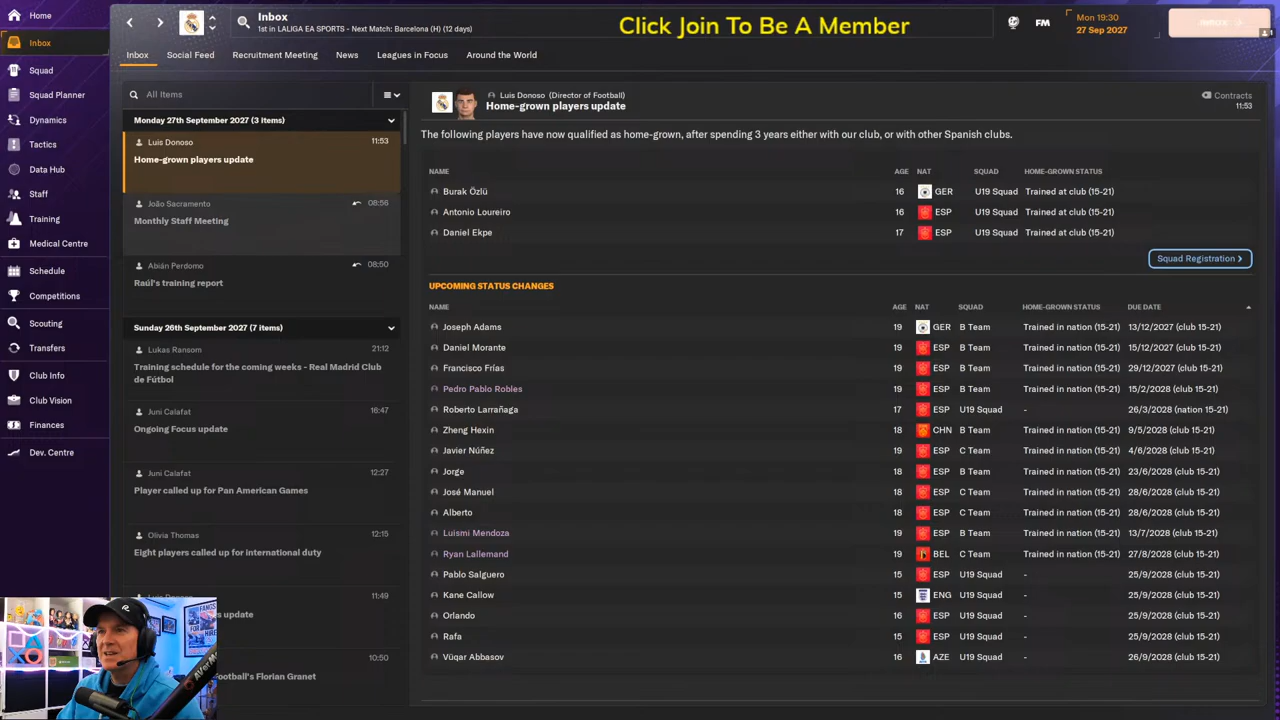 Home
Inbox
Squad
Squad Planner
Dynamics
Tactics
Data Hub
Staff
Training
Medical Centre
Schedule
Competitions
Scouting
Transfers
Club Info
Club Vision
Finances
Dev. Centre
Inbox
1st in LALIGA EA SPORTS - Next Match: Barcelona (H) (12 days)
Click Join To Be A Member
FM
Mon 19:30
27 Sep 2027
Inbox Social Feed Recruitment Meeting News Leagues in Focus Around the World
All Items
Monday 27th September 2027 (3 items)
Luis Donoso 11:53
Home-grown players update
João Sacramento 08:56
Monthly Staff Meeting
Abián Perdomo 08:50
Raúl's training report
Sunday 26th September 2027 (7 items)
Lukas Ransom 21:12
Training schedule for the coming weeks - Real Madrid Club
de Fútbol
Juni Calafat 16:47
Ongoing Focus update
Juni Calafat 12:27
Player called up for Pan American Games
Olivia Thomas 12:15
Eight players called up for international duty
11:49
update
10:50
ootball's Florian Granet
Luis Donoso (Director of Football)
Home-grown players update
Contracts
11:53
The following players have now qualified as home-grown, after spending 3 years either with our club, or with other Spanish clubs.
NAME AGE NAT SQUAD HOME-GROWN STATUS
Burak Özlü 16 GER U19 Squad Trained at club (15-21)
Antonio Loureiro 16 ESP U19 Squad Trained at club (15-21)
Daniel Ekpe 17 ESP U19 Squad Trained at club (15-21)
Squad Registration >
UPCOMING STATUS CHANGES
NAME AGE NAT SQUAD HOME-GROWN STATUS DUE DATE
Joseph Adams 19 GER B Team Trained in nation (15-21) 13/12/2027 (club 15-21)
Daniel Morante 19 ESP B Team Trained in nation (15-21) 15/12/2027 (club 15-21)
Francisco Frías 19 ESP B Team Trained in nation (15-21) 29/12/2027 (club 15-21)
Pedro Pablo Robles 19 ESP B Team Trained in nation (15-21) 15/2/2028 (club 15-21)
Roberto Larrañaga 17 ESP U19 Squad - 26/3/2028 (nation 15-21)
Zheng Hexin 18 CHN B Team Trained in nation (15-21) 9/5/2028 (club 15-21)
Javier Núñez 19 ESP C Team Trained in nation (15-21) 4/6/2028 (club 15-21)
Jorge 18 ESP B Team Trained in nation (15-21) 23/6/2028 (club 15-21)
José Manuel 18 ESP C Team Trained in nation (15-21) 28/6/2028 (club 15-21)
Alberto 18 ESP C Team Trained in nation (15-21) 28/6/2028 (club 15-21)
Luismi Mendoza 19 ESP B Team Trained in nation (15-21) 13/7/2028 (club 15-21)
Ryan Lallemand 19 BEL C Team Trained in nation (15-21) 27/8/2028 (club 15-21)
Pablo Salguero 15 ESP U19 Squad - 25/9/2028 (club 15-21)
Kane Callow 15 ENG U19 Squad - 25/9/2028 (club 15-21)
Orlando 16 ESP U19 Squad - 25/9/2028 (club 15-21)
Rafa 15 ESP U19 Squad - 25/9/2028 (club 15-21)
Vüqar Abbasov 16 AZE U19 Squad - 26/9/2028 (club 15-21)
FANGS
FOR
HIRE